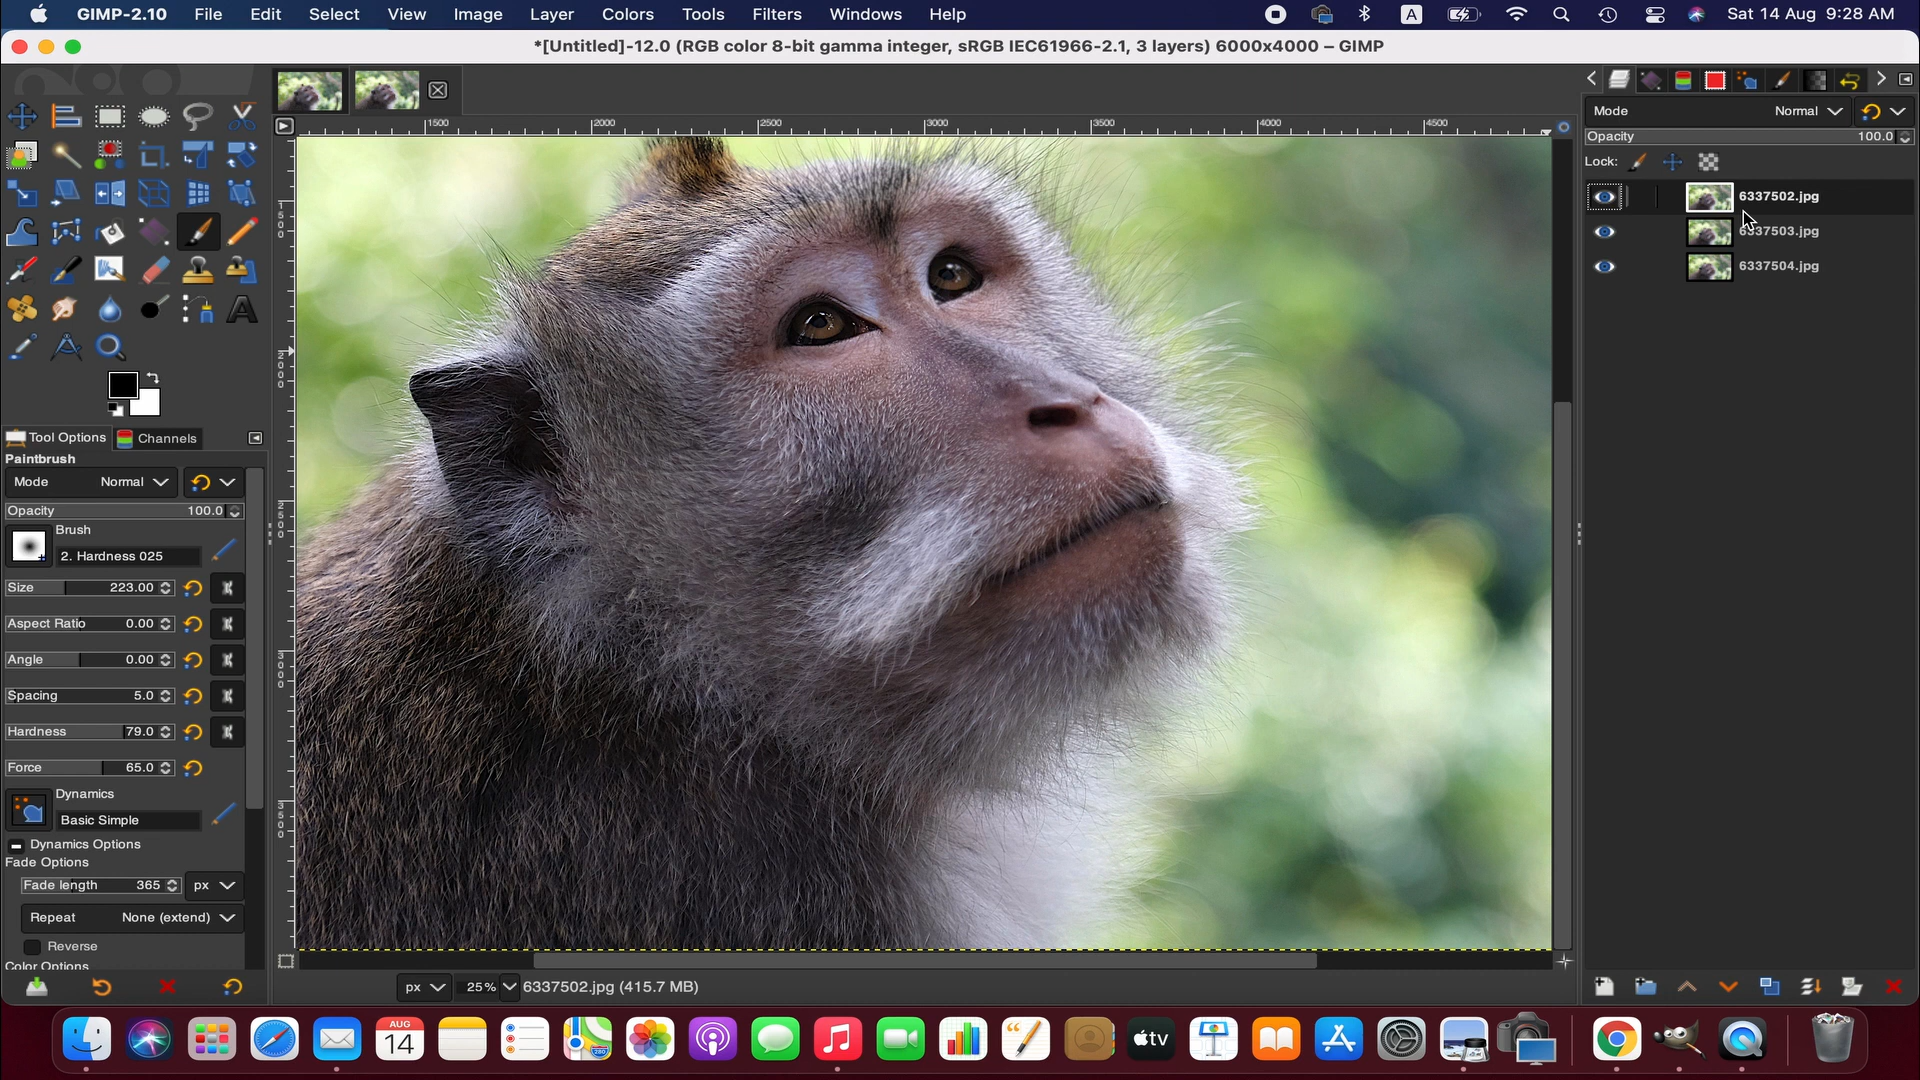 GIMP-2.10 File Edit Select View Image Layer Colors Tools Filters Windows Help A Sat 14 Aug 9:28 AM
*[Untitled]-12.0 (RGB color 8-bit gamma integer, sRGB IEC61966-2.1, 3 layers) 6000x4000 – GIMP
Mode Normal
Opacity 100.0
Lock:
1500 2000 2500 3000 3500 4000 4500
6337502.jpg
6337503.jpg
6337504.jpg
1500
2000
2500
3000
3500
Tool Options Channels
Paintbrush
Mode Normal
Opacity 100.0
Brush
2. Hardness 025
Size 223.00
Aspect Ratio 0.00
Angle 0.00
Spacing 5.0
Hardness 79.0
Force 65.0
Dynamics
Basic Simple
Dynamics Options
Fade Options
Fade length 365 px
Repeat None (extend)
Reverse
Color Options
px 25% 6337502.jpg (415.7 MB)
AUG
14
280
tv